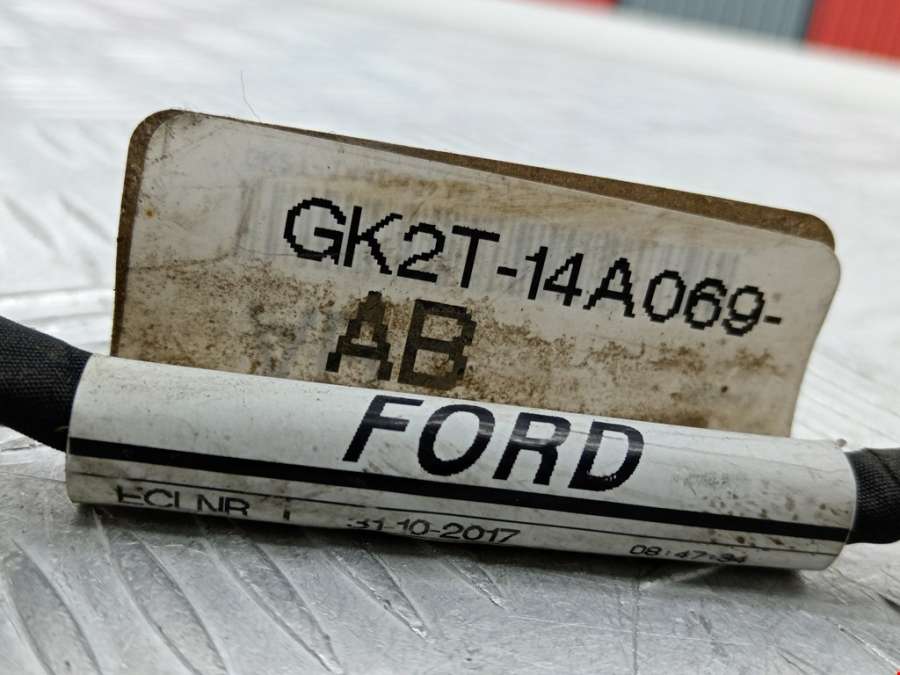 GK2T-14A069-
AB
FORD
ECI NR 31-10-2017 08:47:34